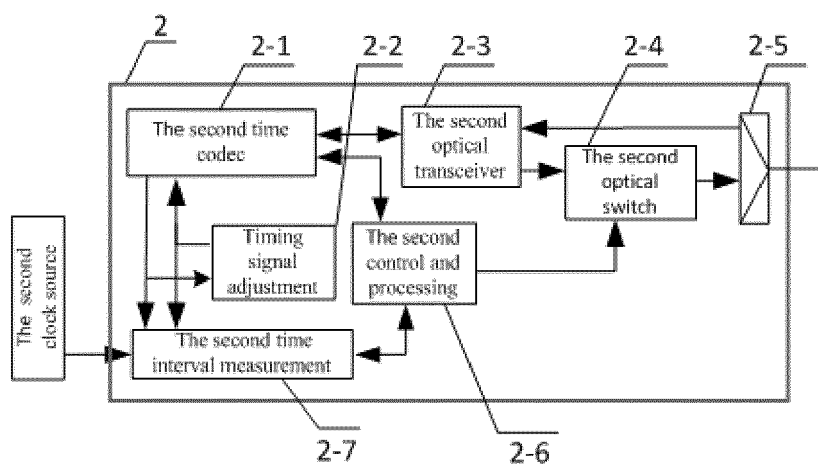 2
2-1
2-2
2-3
2-4
2-5
The second time
codec
The second
optical
transceiver
The second
optical
switch
Timing
signal
adjustment
The second
control and
processing
The second
clock source
The second time
interval measurement
2-7
2-6